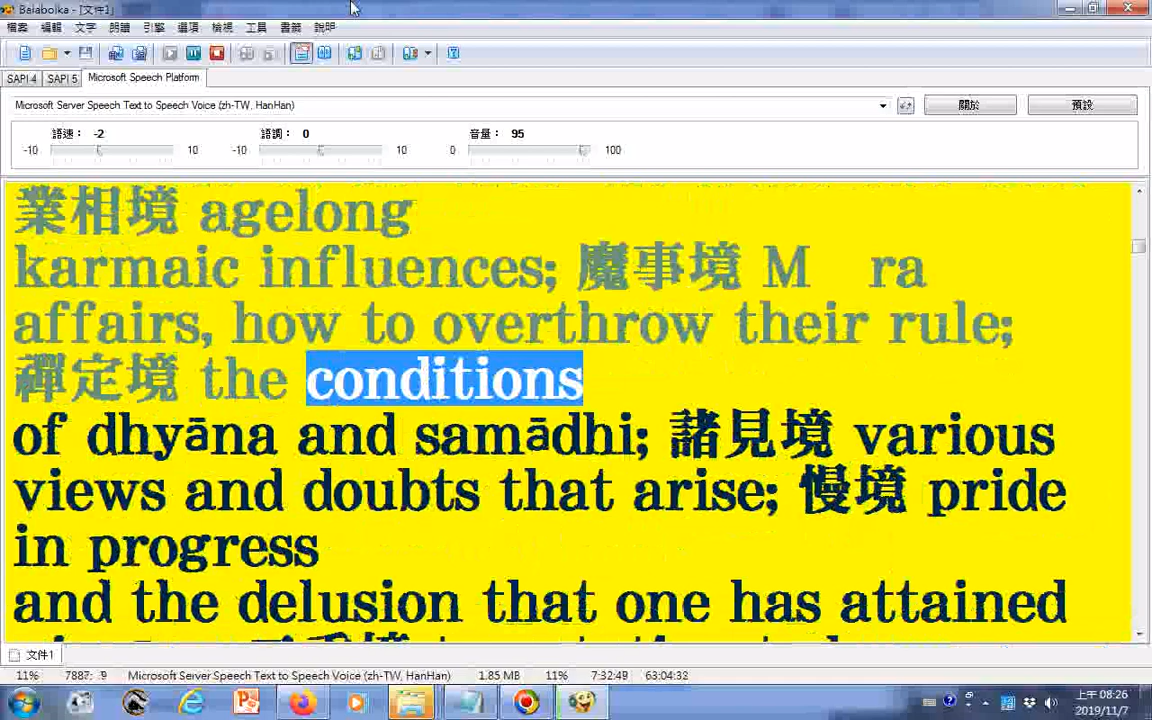 Balabolka - [文件1]
檔案 編輯 文字 朗讀 引擎 選項 檢視 工具 書籤 說明
SAPI 4 SAPI 5 Microsoft Speech Platform
Microsoft Server Speech Text to Speech Voice (zh-TW, HanHan) 關於 預設
語速： -2 語調： 0 音量： 95
-10 10 -10 10 0 100
業相境 agelong
karmaic influences; 魔事境 M ra
affairs, how to overthrow their rule;
禪定境 the conditions
of dhyāna and samādhi; 諸見境 various
views and doubts that arise; 慢境 pride
in progress
and the delusion that one has attained
文件1
11% 7887: 9 Microsoft Server Speech Text to Speech Voice (zh-TW, HanHan) 1.85 MB 11% 7:32:49 63:04:32
上午 08:26
2019/11/7